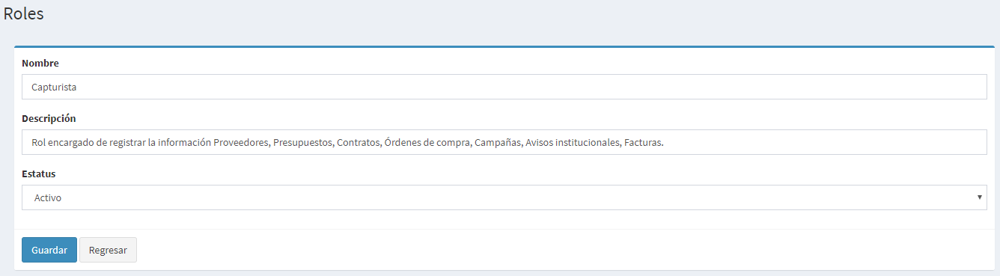 Roles
Nombre
Capturista
Descripción
Rol encargado de registrar la información Proveedores, Presupuestos, Contratos, Órdenes de compra, Campañas, Avisos institucionales, Facturas.
Estatus
Activo
Guardar Regresar